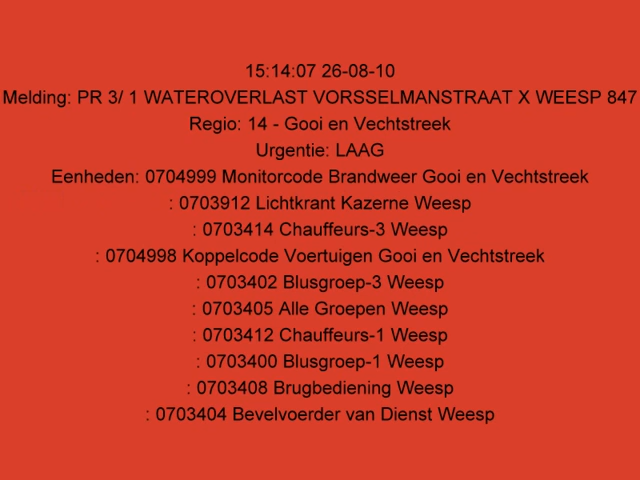 15:14:07 26-08-10
Melding: PR 3/ 1 WATEROVERLAST VORSSELMANSTRAAT X WEESP 847
Regio: 14 - Gooi en Vechtstreek
Urgentie: LAAG
Eenheden: 0704999 Monitorcode Brandweer Gooi en Vechtstreek
: 0703912 Lichtkrant Kazerne Weesp
: 0703414 Chauffeurs-3 Weesp
: 0704998 Koppelcode Voertuigen Gooi en Vechtstreek
: 0703402 Blusgroep-3 Weesp
: 0703405 Alle Groepen Weesp
: 0703412 Chauffeurs-1 Weesp
: 0703400 Blusgroep-1 Weesp
: 0703408 Brugbediening Weesp
: 0703404 Bevelvoerder van Dienst Weesp